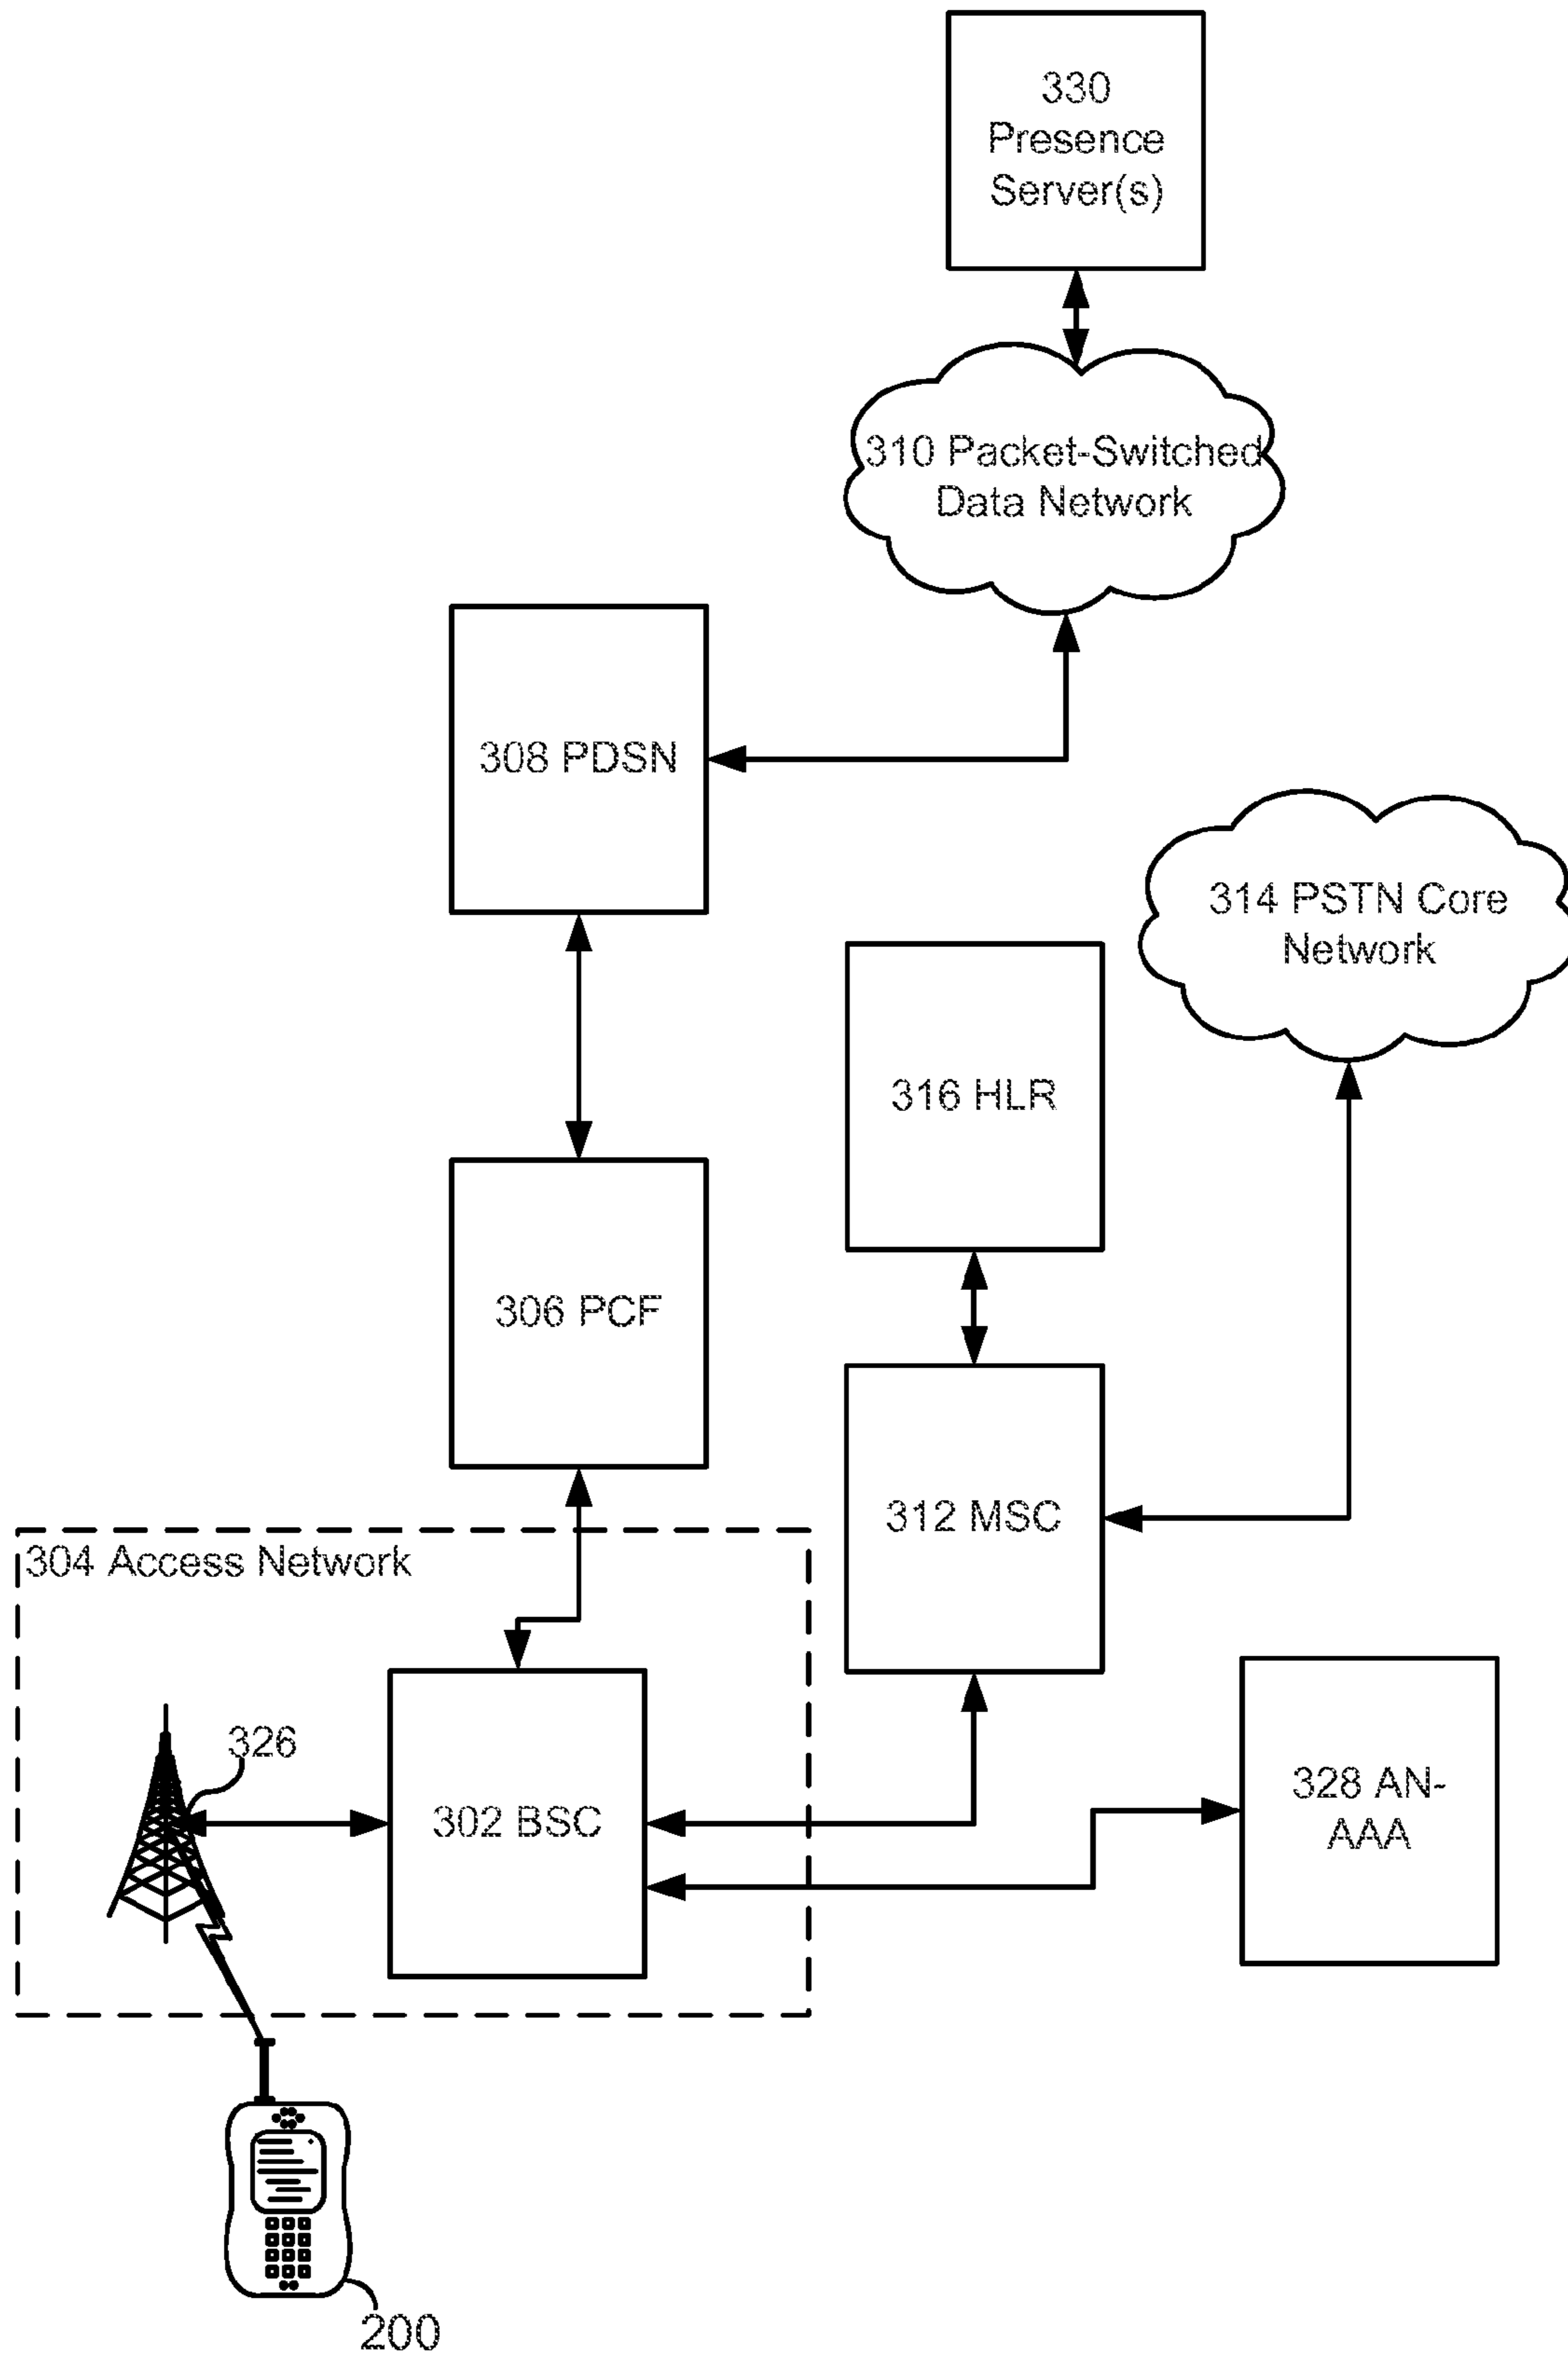 330
Presence
Server(s)
310 Packet-Switched
Data Network
308 PDSN
314 PSTN Core
Network
316 HLR
306 PCF
312 MSC
304 Access Network
326
302 BSC
328 AN-
AAA
200